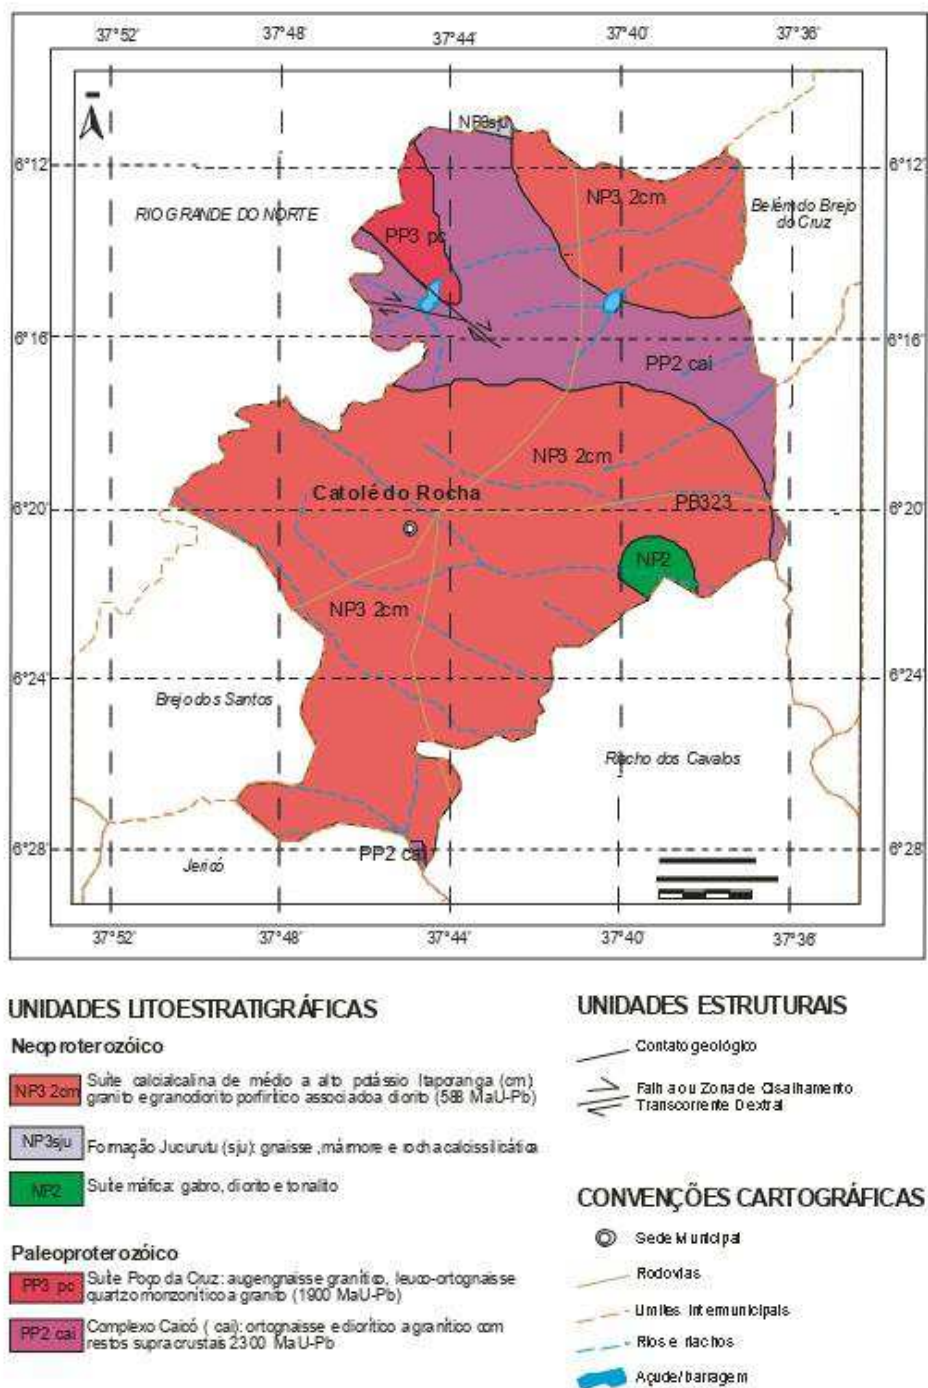 37°52' 37°48' 37°44' 37°40' 37°36'
NP3sju
6°12' 6°12'
NP3 2cm
RIO GRANDE DO NORTE
Belém do Brejo
do Cruz
PP3 pc
6°16' 6°16'
PP2 cai
NP3 2cm
Catolé do Rocha
PB323
6°20' 6°20'
NP2
NP3 2cm
6°24' 6°24'
Brejo dos Santos
Riacho dos Cavalos
6°28' 6°28'
PP2 cai
Jericó
37°52' 37°48' 37°44' 37°40' 37°36'
UNIDADES LITOESTRATIGRÁFICAS
Neoproterozóico
NP3 2cm
Suíte calcialcalina de médio a alto potássio Itaporanga (cm)
granito e granodiorito porfirítico associado a diorito (588 MaU-Pb)
NP3sju
Formação Jucurutu (sju): gnaisse, mármore e rocha calcissilicática
NP2
Suíte máfica: gabro, diorito e tonalito
Paleoproterozóico
PP3 pc
Suíte Poço da Cruz: augengnaisse granítico, leuco-ortognaisse
quartzo monzonítico a granito (1900 MaU-Pb)
PP2 cai
Complexo Caicó ( cai): ortognaisse e diorítico a granítico com
restos supracrustais 2300 MaU-Pb
UNIDADES ESTRUTURAIS
Contato geológico
Falha ou Zona de Cisalhamento
Transcorrente Dextral
CONVENÇÕES CARTOGRÁFICAS
Sede Municipal
Rodovias
Limites Intermunicipais
Rios e riachos
Açude/barragem